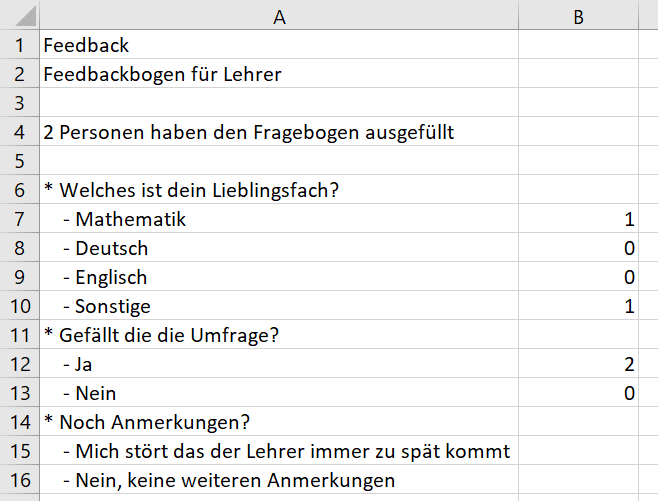 A B
1 Feedback
2 Feedbackbogen für Lehrer
3
4 2 Personen haben den Fragebogen ausgefüllt
5
6 * Welches ist dein Lieblingsfach?
7 - Mathematik 1
8 - Deutsch 0
9 - Englisch 0
10 - Sonstige 1
11 * Gefällt die die Umfrage?
12 - Ja 2
13 - Nein 0
14 * Noch Anmerkungen?
15 - Mich stört das der Lehrer immer zu spät kommt
16 - Nein, keine weiteren Anmerkungen